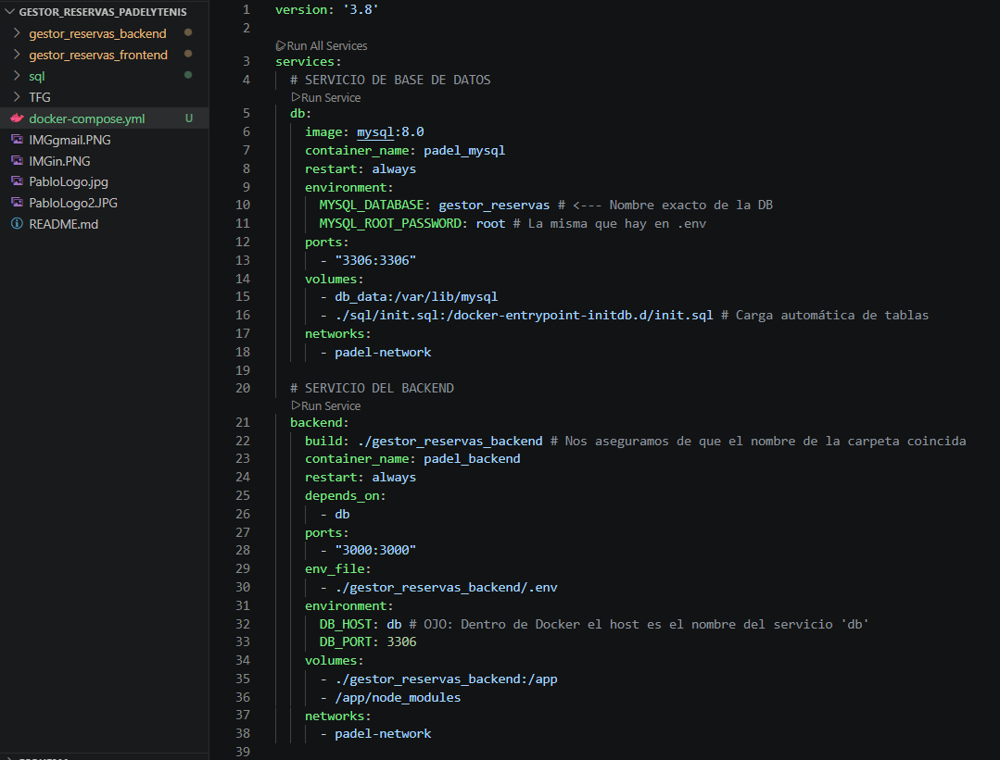 GESTOR_RESERVAS_PADELYTENIS
gestor_reservas_backend
gestor_reservas_frontend
sql
TFG
docker-compose.yml U
IMGgmail.PNG
IMGin.PNG
PabloLogo.jpg
PabloLogo2.JPG
README.md
1 version: '3.8'
2
Run All Services
3 services:
4 # SERVICIO DE BASE DE DATOS
Run Service
5 db:
6 image: mysql:8.0
7 container_name: padel_mysql
8 restart: always
9 environment:
10 MYSQL_DATABASE: gestor_reservas # <--- Nombre exacto de la DB
11 MYSQL_ROOT_PASSWORD: root # La misma que hay en .env
12 ports:
13 - "3306:3306"
14 volumes:
15 - db_data:/var/lib/mysql
16 - ./sql/init.sql:/docker-entrypoint-initdb.d/init.sql # Carga automática de tablas
17 networks:
18 - padel-network
19
20 # SERVICIO DEL BACKEND
Run Service
21 backend:
22 build: ./gestor_reservas_backend # Nos aseguramos de que el nombre de la carpeta coincida
23 container_name: padel_backend
24 restart: always
25 depends_on:
26 - db
27 ports:
28 - "3000:3000"
29 env_file:
30 - ./gestor_reservas_backend/.env
31 environment:
32 DB_HOST: db # OJO: Dentro de Docker el host es el nombre del servicio 'db'
33 DB_PORT: 3306
34 volumes:
35 - ./gestor_reservas_backend:/app
36 - /app/node_modules
37 networks:
38 - padel-network
39